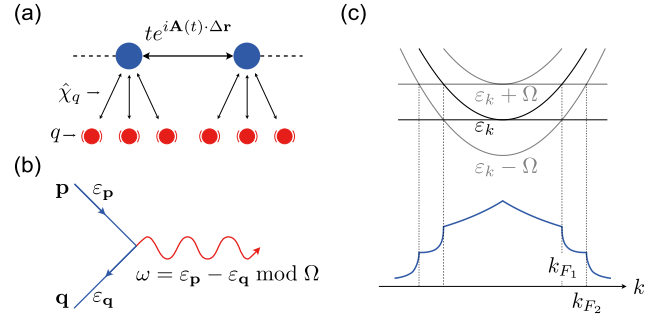 (a)
te^{i𝐀(t)·Δ𝐫}
χ̂_q →
q →
(b)
𝐩
ε_𝐩
ω = ε_𝐩 − ε_𝐪 mod Ω
𝐪
ε_𝐪
(c)
ε_k + Ω
ε_k
ε_k − Ω
k_{F_1}
k_{F_2}
k